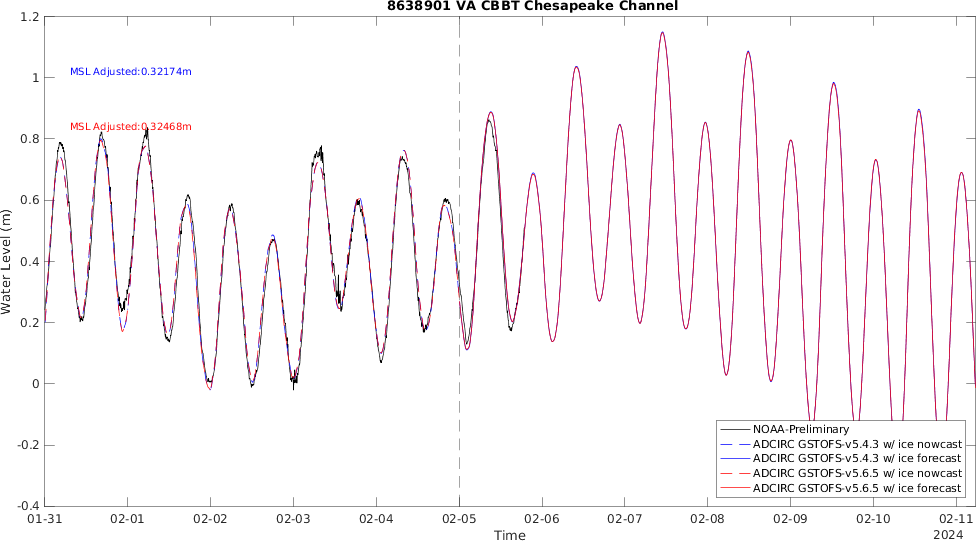 8638901 VA CBBT Chesapeake Channel
1.2
1
0.8
0.6
0.4
0.2
0
-0.2
-0.4
Water Level (m)
MSL Adjusted:0.32174m
MSL Adjusted:0.32468m
NOAA-Preliminary
ADCIRC GSTOFS-v5.4.3 w/ ice nowcast
ADCIRC GSTOFS-v5.4.3 w/ ice forecast
ADCIRC GSTOFS-v5.6.5 w/ ice nowcast
ADCIRC GSTOFS-v5.6.5 w/ ice forecast
01-31 02-01 02-02 02-03 02-04 02-05 02-06 02-07 02-08 02-09 02-10 02-11
Time
2024